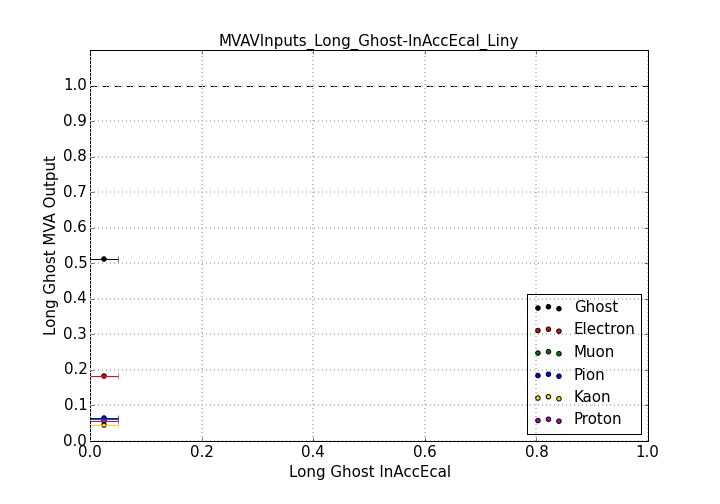 MVAVInputs_Long_Ghost-InAccEcal_Liny
1.0
0.9
0.8
0.7
0.6
0.5
0.4
0.3
0.2
0.1
0.0
Long Ghost MVA Output
Ghost
Electron
Muon
Pion
Kaon
Proton
0.0 0.2 0.4 0.6 0.8 1.0
Long Ghost InAccEcal